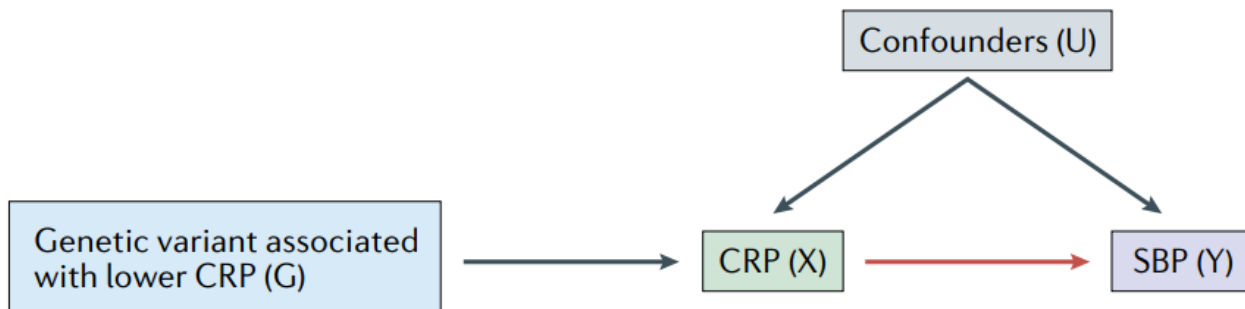 Confounders (U)
Genetic variant associated
with lower CRP (G)
CRP (X)
SBP (Y)